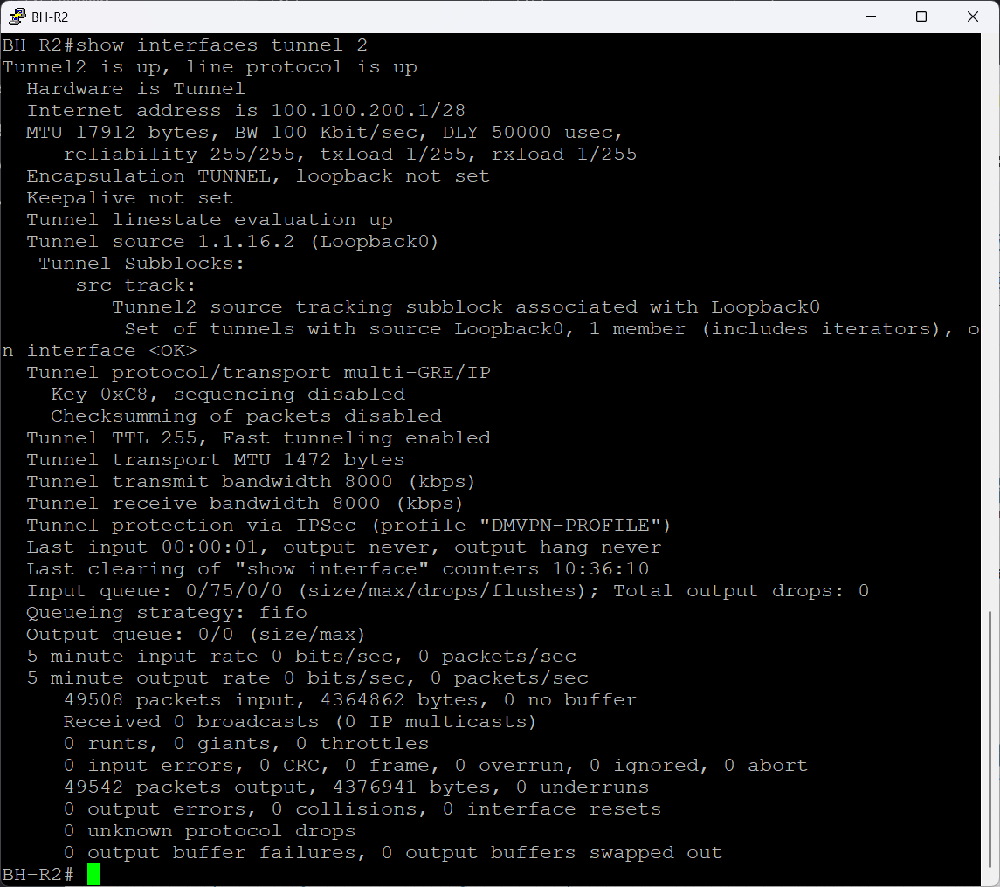 BH-R2
BH-R2#show interfaces tunnel 2
Tunnel2 is up, line protocol is up
  Hardware is Tunnel
  Internet address is 100.100.200.1/28
  MTU 17912 bytes, BW 100 Kbit/sec, DLY 50000 usec,
     reliability 255/255, txload 1/255, rxload 1/255
  Encapsulation TUNNEL, loopback not set
  Keepalive not set
  Tunnel linestate evaluation up
  Tunnel source 1.1.16.2 (Loopback0)
   Tunnel Subblocks:
      src-track:
         Tunnel2 source tracking subblock associated with Loopback0
          Set of tunnels with source Loopback0, 1 member (includes iterators), o
n interface <OK>
  Tunnel protocol/transport multi-GRE/IP
    Key 0xC8, sequencing disabled
    Checksumming of packets disabled
  Tunnel TTL 255, Fast tunneling enabled
  Tunnel transport MTU 1472 bytes
  Tunnel transmit bandwidth 8000 (kbps)
  Tunnel receive bandwidth 8000 (kbps)
  Tunnel protection via IPSec (profile "DMVPN-PROFILE")
  Last input 00:00:01, output never, output hang never
  Last clearing of "show interface" counters 10:36:10
  Input queue: 0/75/0/0 (size/max/drops/flushes); Total output drops: 0
  Queueing strategy: fifo
  Output queue: 0/0 (size/max)
  5 minute input rate 0 bits/sec, 0 packets/sec
  5 minute output rate 0 bits/sec, 0 packets/sec
     49508 packets input, 4364862 bytes, 0 no buffer
     Received 0 broadcasts (0 IP multicasts)
     0 runts, 0 giants, 0 throttles
     0 input errors, 0 CRC, 0 frame, 0 overrun, 0 ignored, 0 abort
     49542 packets output, 4376941 bytes, 0 underruns
     0 output errors, 0 collisions, 0 interface resets
     0 unknown protocol drops
     0 output buffer failures, 0 output buffers swapped out
BH-R2#